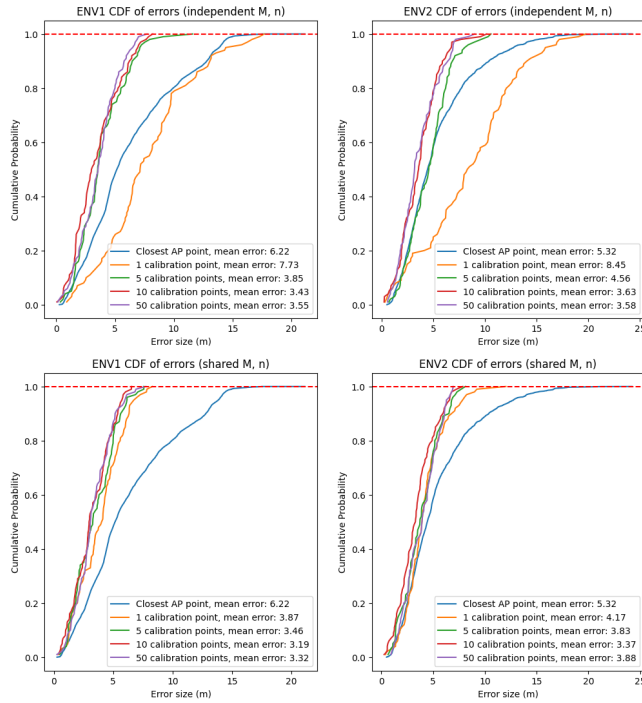 ENV1 CDF of errors (independent M, n)
1.0
0.8
0.6
0.4
0.2
0.0
Cumulative Probability
Closest AP point, mean error: 6.22
1 calibration point, mean error: 7.73
5 calibration points, mean error: 3.85
10 calibration points, mean error: 3.43
50 calibration points, mean error: 3.55
0 5 10 15 20
Error size (m)
ENV2 CDF of errors (independent M, n)
1.0
0.8
0.6
0.4
0.2
0.0
Cumulative Probability
Closest AP point, mean error: 5.32
1 calibration point, mean error: 8.45
5 calibration points, mean error: 4.56
10 calibration points, mean error: 3.63
50 calibration points, mean error: 3.58
0 5 10 15 20 25
Error size (m)
ENV1 CDF of errors (shared M, n)
1.0
0.8
0.6
0.4
0.2
0.0
Cumulative Probability
Closest AP point, mean error: 6.22
1 calibration point, mean error: 3.87
5 calibration points, mean error: 3.46
10 calibration points, mean error: 3.19
50 calibration points, mean error: 3.32
0 5 10 15 20
Error size (m)
ENV2 CDF of errors (shared M, n)
1.0
0.8
0.6
0.4
0.2
0.0
Cumulative Probability
Closest AP point, mean error: 5.32
1 calibration point, mean error: 4.17
5 calibration points, mean error: 3.83
10 calibration points, mean error: 3.37
50 calibration points, mean error: 3.88
0 5 10 15 20 25
Error size (m)